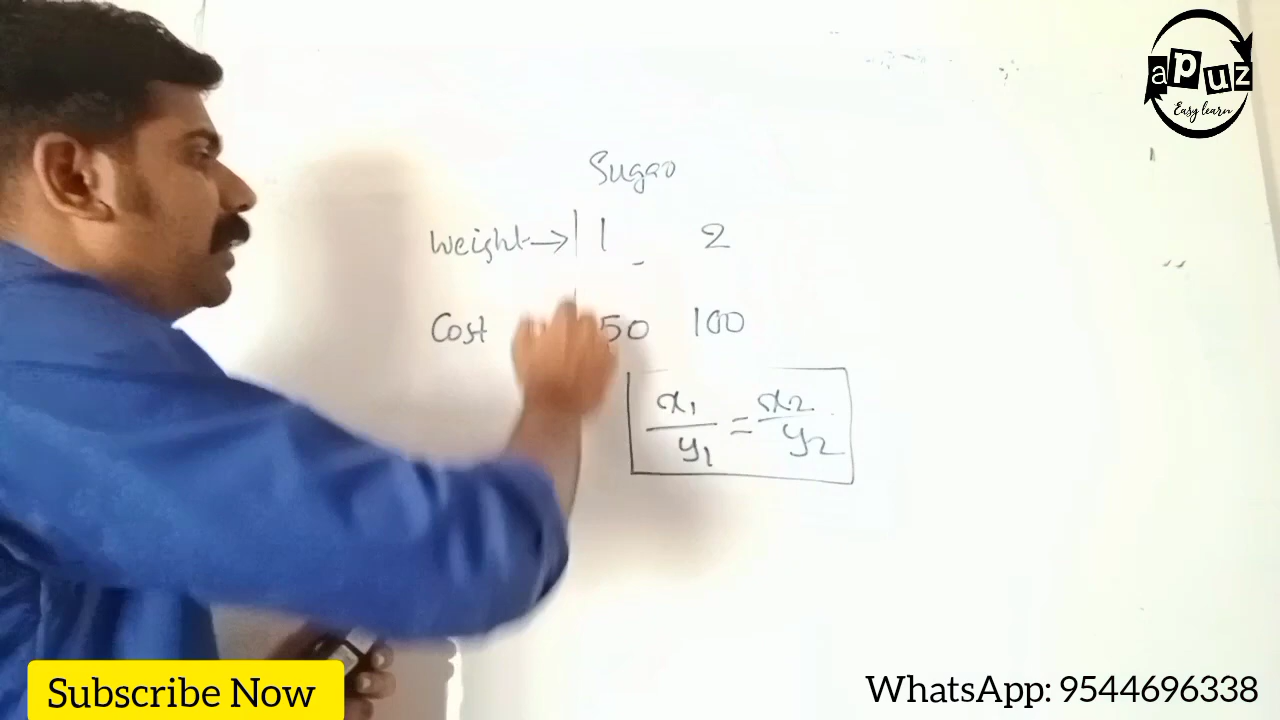 apuz
Easy learn
Sugar
Weight→ | 1 2
Cost 50 100
x1/y1 = x2/y2
Subscribe Now
WhatsApp: 9544696338